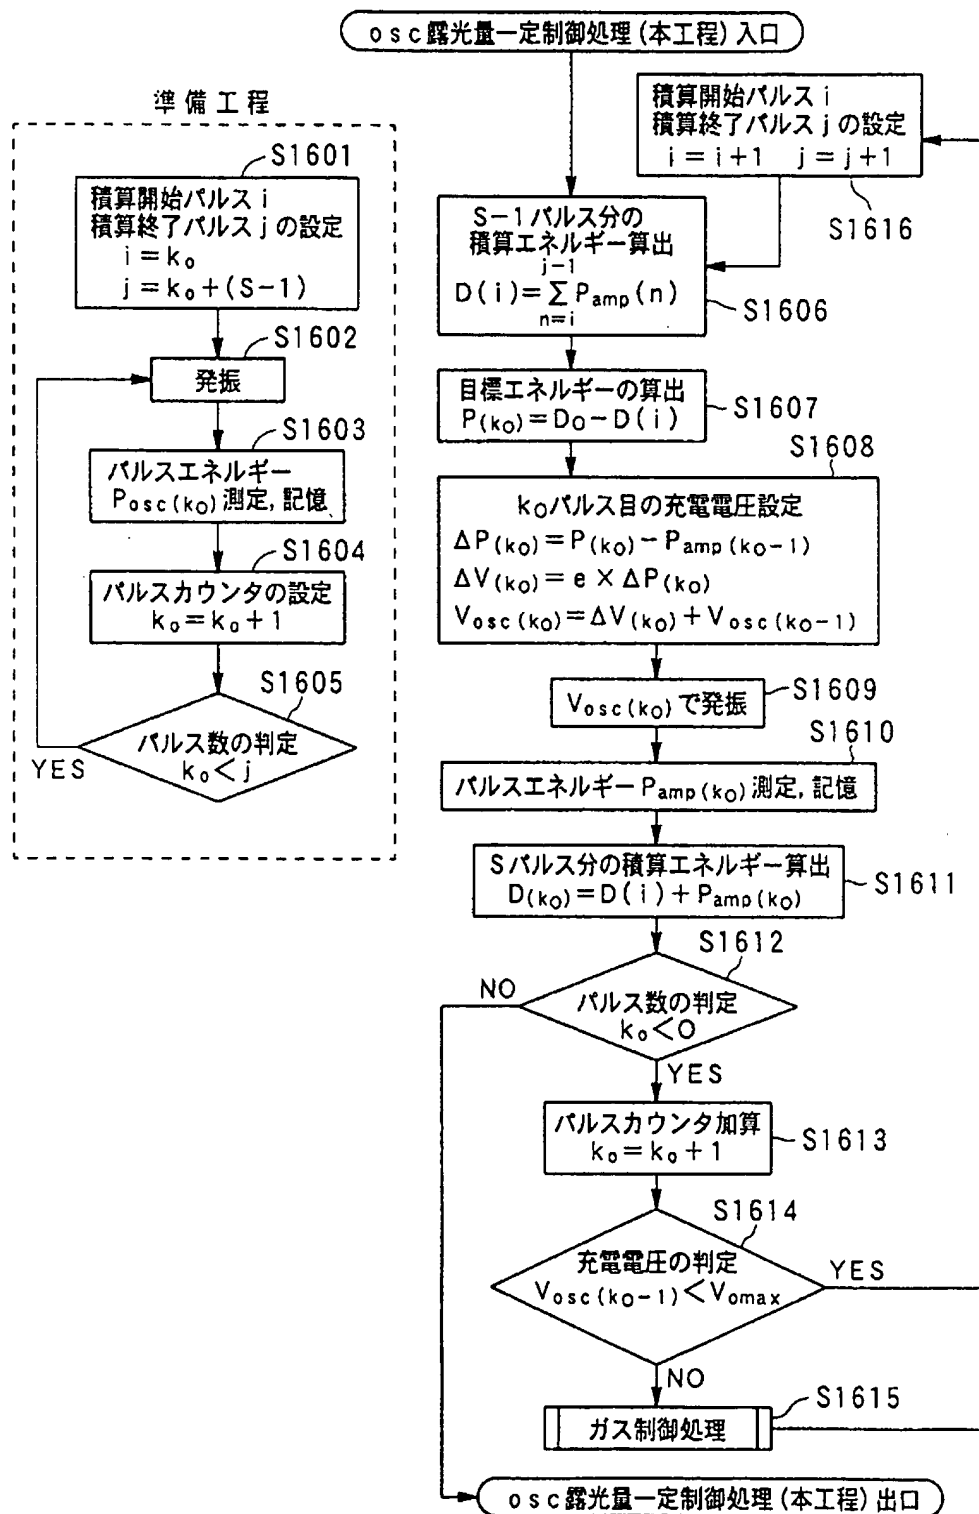 osc露光量一定制御処理(本工程)入口
準備工程
S1601
積算開始パルスi
積算終了パルスjの設定
i=k₀
j=k₀+(S-1)
S1602
発振
S1603
パルスエネルギー
Posc(k₀)測定,記憶
S1604
パルスカウンタの設定
k₀=k₀+1
S1605
パルス数の判定
k₀<j
YES
積算開始パルスi
積算終了パルスjの設定
i=i+1 j=j+1
S1616
S-1パルス分の
積算エネルギー算出
j-1
D(i)=ΣPamp(n)
n=i
S1606
目標エネルギーの算出
P(k₀)=D₀-D(i)
S1607
S1608
k₀パルス目の充電電圧設定
ΔP(k₀)=P(k₀)-Pamp(k₀-1)
ΔV(k₀)=e×ΔP(k₀)
Vosc(k₀)=ΔV(k₀)+Vosc(k₀-1)
Vosc(k₀)で発振
S1609
S1610
パルスエネルギーPamp(k₀)測定,記憶
Sパルス分の積算エネルギー算出
D(k₀)=D(i)+Pamp(k₀)
S1611
S1612
NO
パルス数の判定
k₀<0
YES
パルスカウンタ加算
k₀=k₀+1
S1613
S1614
充電電圧の判定
Vosc(k₀-1)<Vomax
YES
NO
S1615
ガス制御処理
osc露光量一定制御処理(本工程)出口